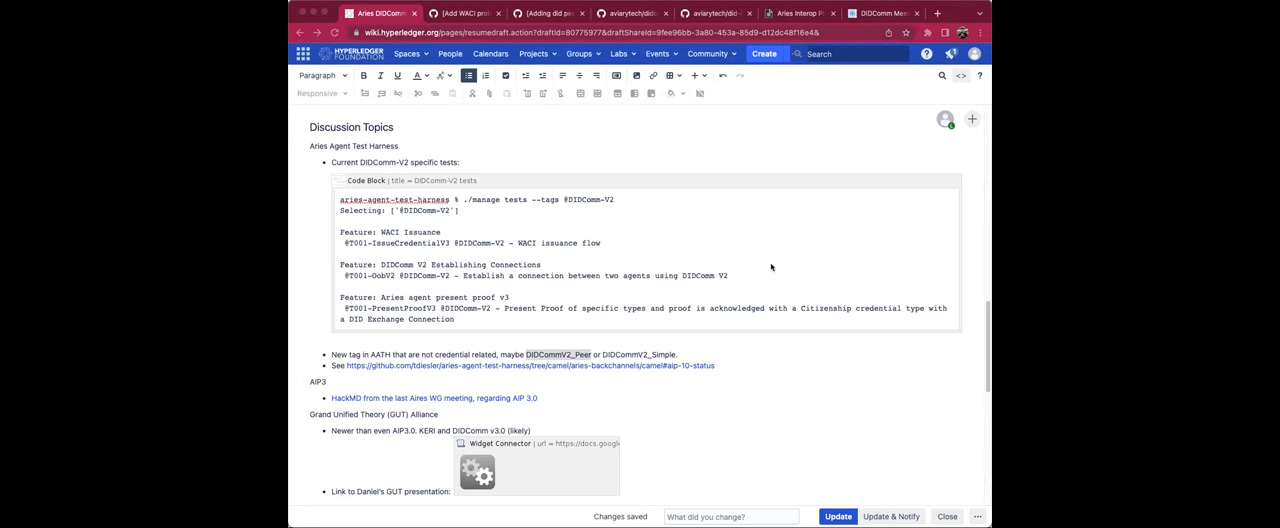 Aries DIDComm
[Add WACI prot
[Adding did pee
aviarytech/didc
aviarytech/did-
Aries Interop Pr
DIDComm Mee
wiki.hyperledger.org/pages/resumedraft.action?draftId=80775977&draftShareId=9fee96bb-3a80-453a-85d9-d12dc48f16e4&
HYPERLEDGER FOUNDATION Spaces People Calendars Projects Groups Labs Events Community Create Search
Paragraph B I U A
Responsive
Discussion Topics
Aries Agent Test Harness
Current DIDComm-V2 specific tests:
Code Block | title = DIDComm-V2 tests
aries-agent-test-harness % ./manage tests --tags @DIDComm-V2
Selecting: ['@DIDComm-V2']
Feature: WACI Issuance
@T001-IssueCredentialV3 @DIDComm-V2 - WACI issuance flow
Feature: DIDComm V2 Establishing Connections
@T001-OobV2 @DIDComm-V2 - Establish a connection between two agents using DIDComm V2
Feature: Aries agent present proof v3
@T001-PresentProofV3 @DIDComm-V2 - Present Proof of specific types and proof is acknowledged with a Citizenship credential type with
a DID Exchange Connection
New tag in AATH that are not credential related, maybe DIDCommV2_Peer or DIDCommV2_Simple.
See https://github.com/tdiesler/aries-agent-test-harness/tree/camel/aries-backchannels/camel#aip-10-status
AIP3
HackMD from the last Aires WG meeting, regarding AIP 3.0
Grand Unified Theory (GUT) Alliance
Newer than even AIP3.0. KERI and DIDComm v3.0 (likely)
Widget Connector | url = https://docs.googl
Link to Daniel's GUT presentation:
Changes saved What did you change? Update Update & Notify Close